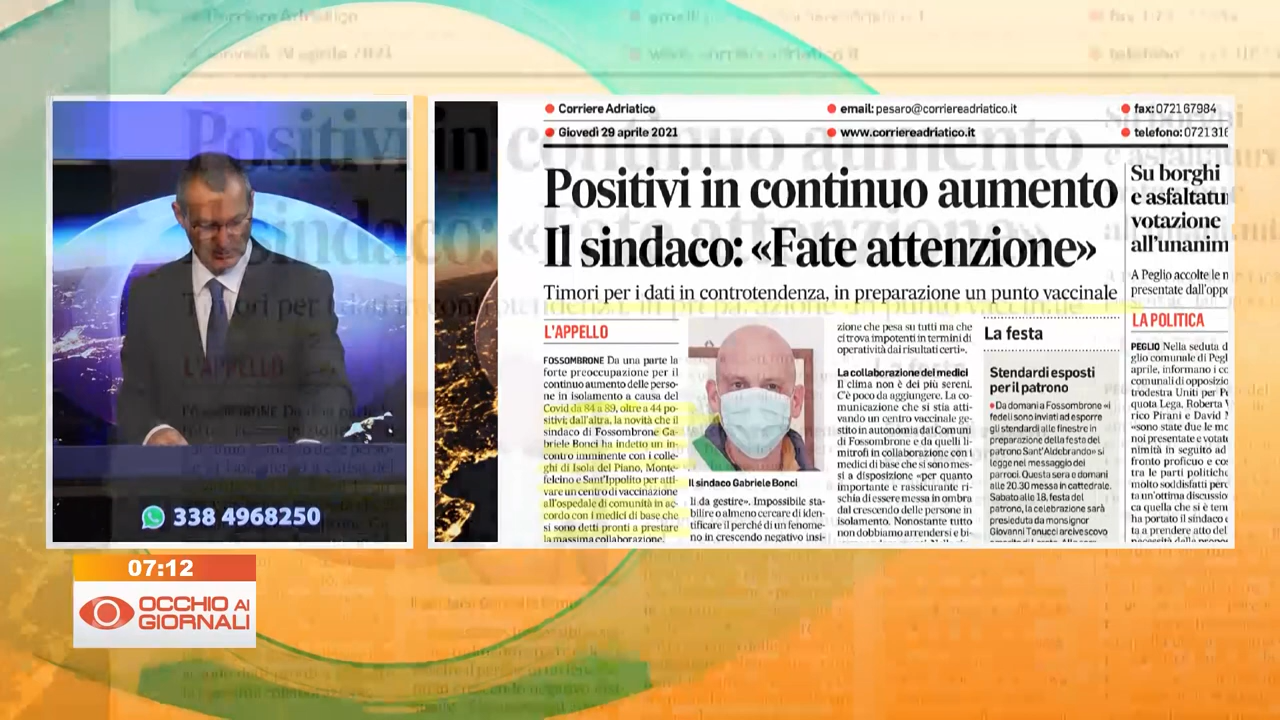 Corriere Adriatico
email: pesaro@corriereadriatico.it
fax: 0721 67984
Giovedì 29 aprile 2021
www.corriereadriatico.it
telefono: 0721 31
Positivi in continuo aumento
Il sindaco: «Fate attenzione»
Timori per i dati in controtendenza, in preparazione un punto vaccinale
L'APPELLO
FOSSOMBRONE Da una parte la
forte preoccupazione per il
continuo aumento delle perso-
ne in isolamento a causa del
Covid da 84 a 89, oltre a 44 po-
sitivi; dall'altra, la novità che il
sindaco di Fossombrone Ga-
briele Bonci ha indetto un in-
contro imminente con i colle-
ghi di Isola del Piano, Monte-
felcino e Sant'Ippolito per atti-
vare un centro di vaccinazione
all'ospedale di comunità in ac-
cordo con i medici di base che
si sono detti pronti a prestare
la massima collaborazione.
Il sindaco Gabriele Bonci
li da gestire». Impossibile sta-
bilire o almeno cercare di iden-
tificare il perché di un fenome-
no in crescendo negativo insi-
zione che pesa su tutti ma che
ci trova impotenti in termini di
operatività dai risultati certi».
La collaborazione dei medici
Il clima non è dei più sereni.
C'è poco da aggiungere. La co-
municazione che si stia atti-
vando un centro vaccinale ge-
stito in autonomia dai Comuni
di Fossombrone e da quelli li-
mitrofi in collaborazione con i
medici di base che si sono mes-
si a disposizione «per quanto
importante e rassicurante ri-
schia di essere messa in ombra
dal crescendo delle persone in
isolamento. Nonostante tutto
non dobbiamo arrenderci e bi-
La festa
Stendardi esposti
per il patrono
Da domani a Fossombrone «i
fedeli sono inviati ad esporre
gli stendardi alle finestre in
preparazione della festa del
patrono Sant'Aldebrando» si
legge nel messaggio dei
parroci. Questa sera e domani
alle 20.30 messa in cattedrale.
Sabato alle 18, festa del
patrono, la celebrazione sarà
presieduta da monsignor
Giovanni Tonucci arcivescovo
Su borghi
e asfaltatu
votazione
all'unanim
A Peglio accolte le n
presentate dall'oppo
LA POLITICA
PEGLIO Nella seduta d
glio comunale di Pegl
aprile, informano i co
comunali di opposizio
trodestra Uniti per Pe
quota Lega, Roberta V
rico Pirani e David M
«sono state due le mo
noi presentate e votate
nimità in seguito ad
fronto proficuo e cos
tra le parti politiche
molto soddisfatti per
ta un'ottima discussio
ca quella che si è tenu
ha portato il sindaco e
ta a prendere atto del
338 4968250
07:12
OCCHIO AI
GIORNALI